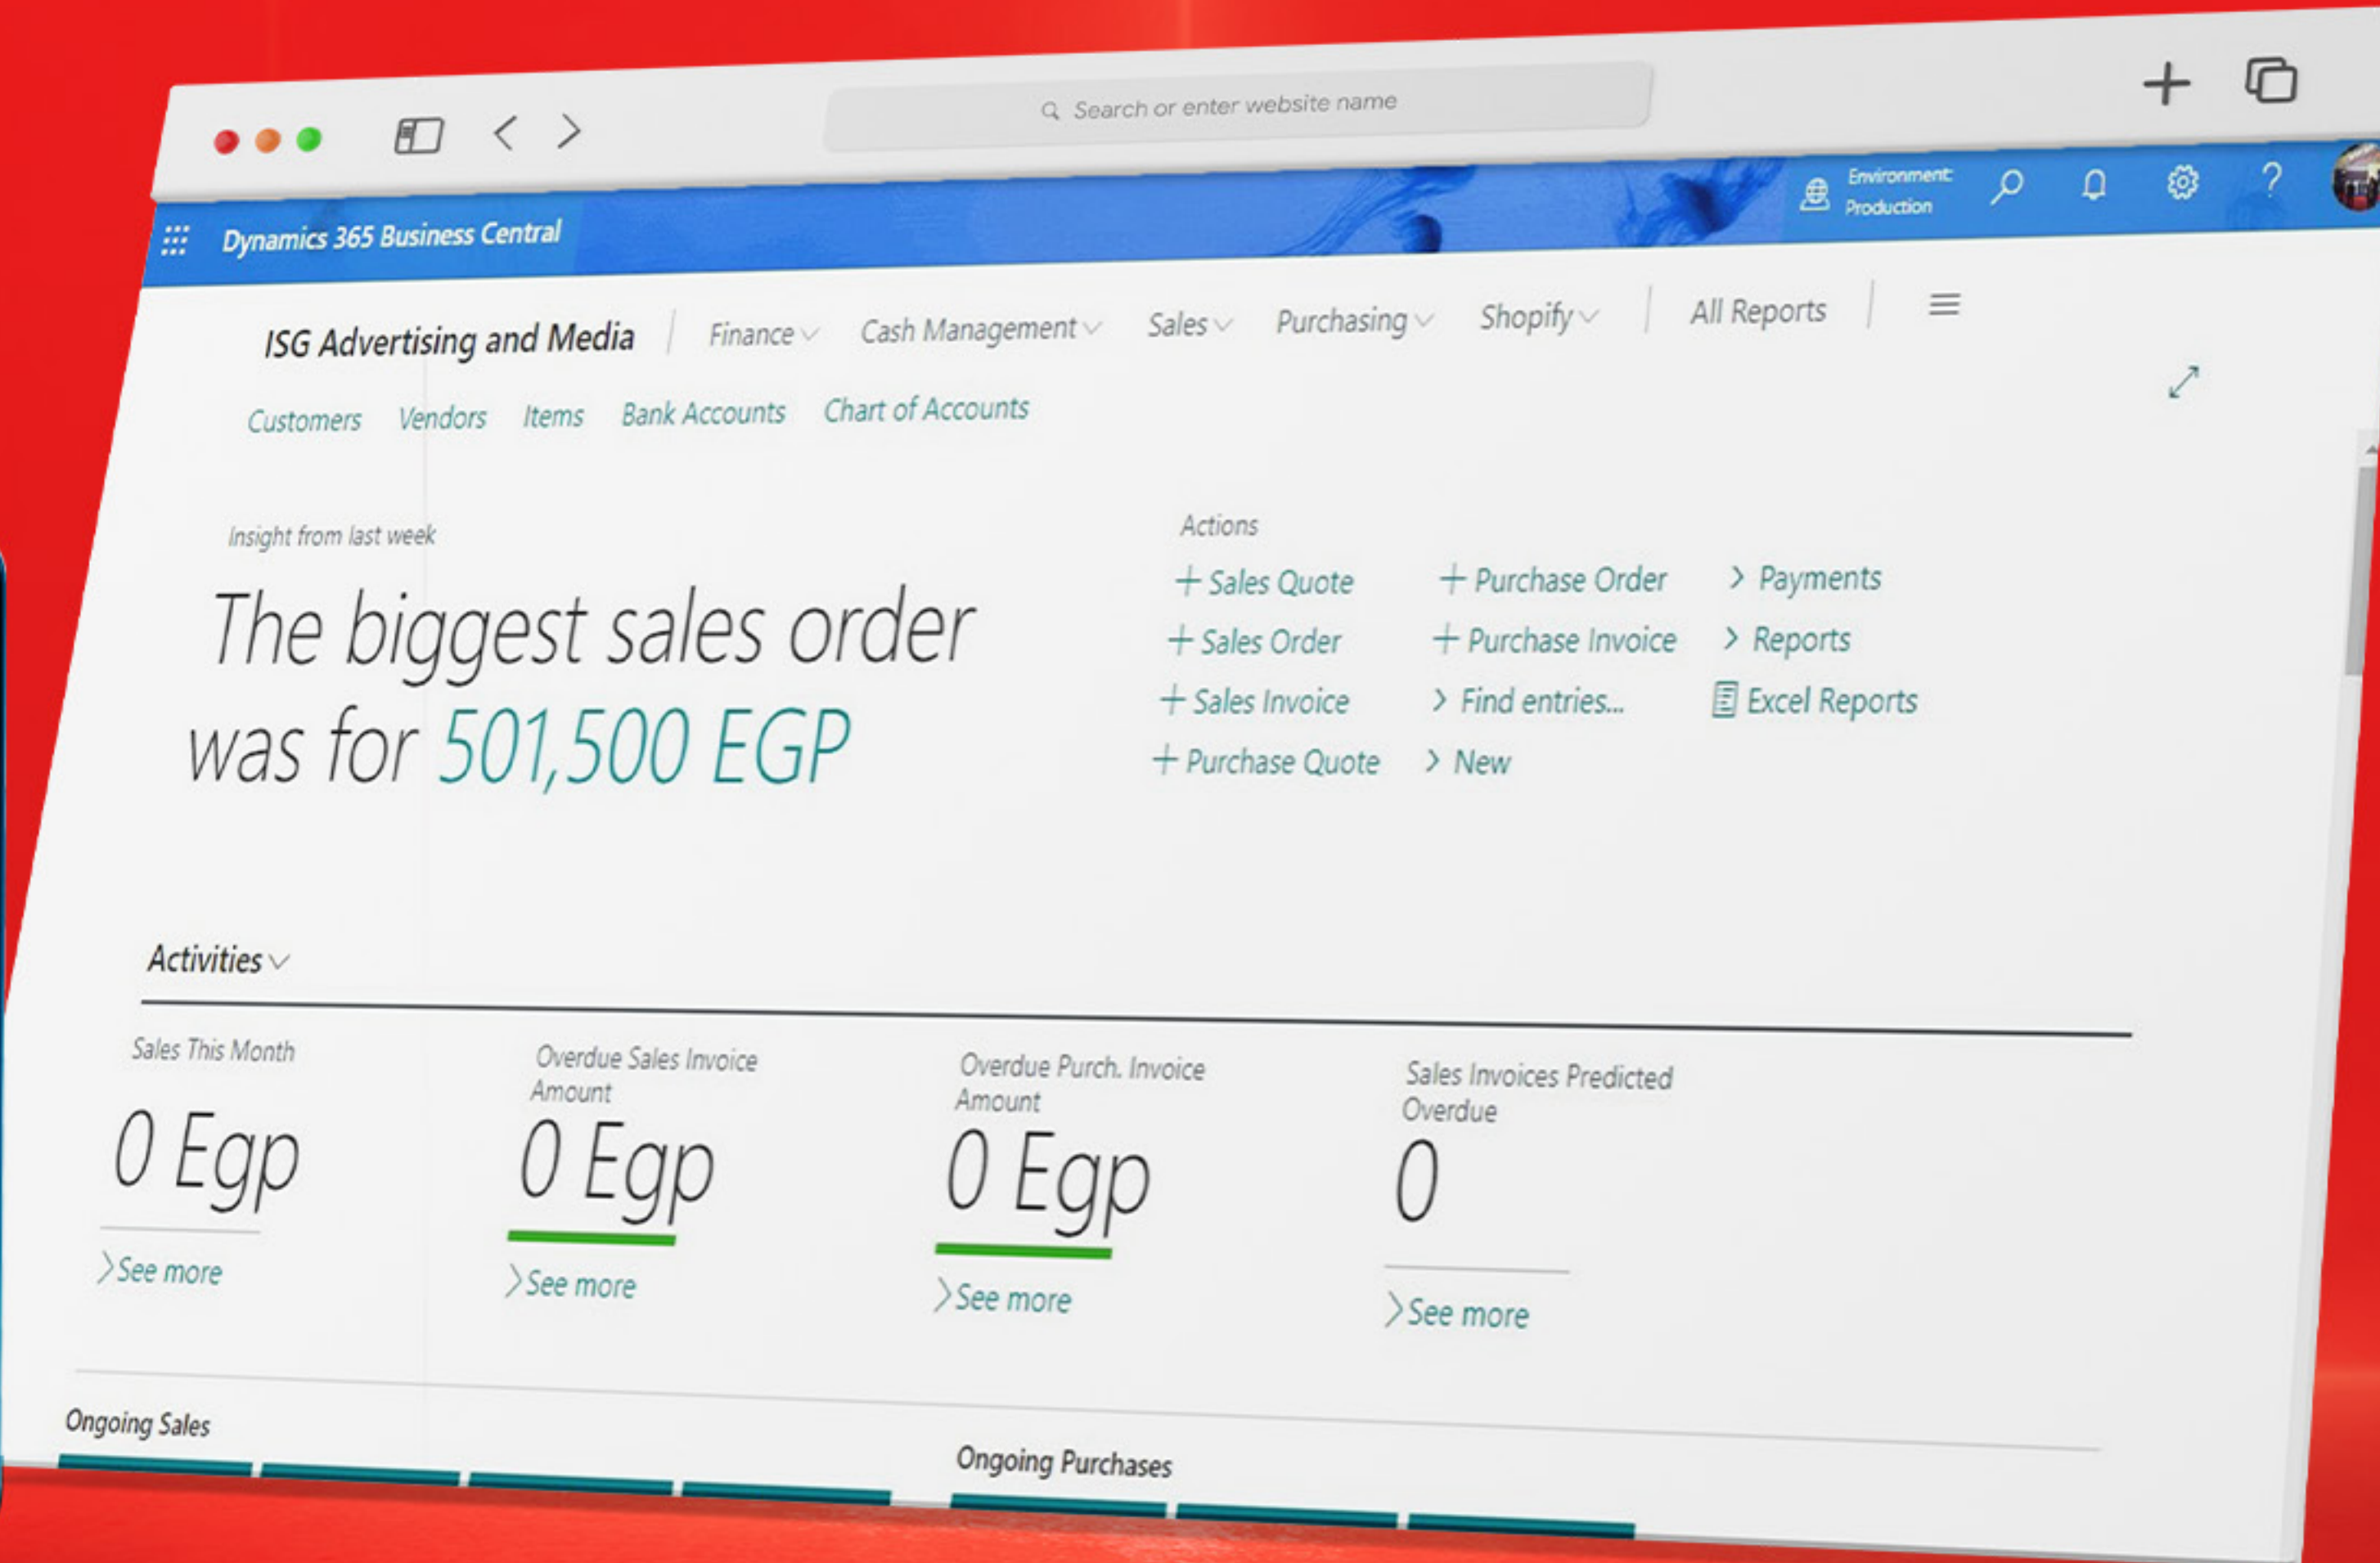 Search or enter website name
Dynamics 365 Business Central
Environment:
Production
?
ISG Advertising and Media
Finance
Cash Management
Sales
Purchasing
Shopify
All Reports
Customers
Vendors
Items
Bank Accounts
Chart of Accounts
Insight from last week
The biggest sales order
was for 501,500 EGP
Actions
+ Sales Quote
+ Purchase Order
> Payments
+ Sales Order
+ Purchase Invoice
> Reports
+ Sales Invoice
> Find entries...
Excel Reports
+ Purchase Quote
> New
Activities
Sales This Month
0 Egp
>See more
Overdue Sales Invoice
Amount
0 Egp
>See more
Overdue Purch. Invoice
Amount
0 Egp
>See more
Sales Invoices Predicted
Overdue
0
>See more
Ongoing Sales
Ongoing Purchases